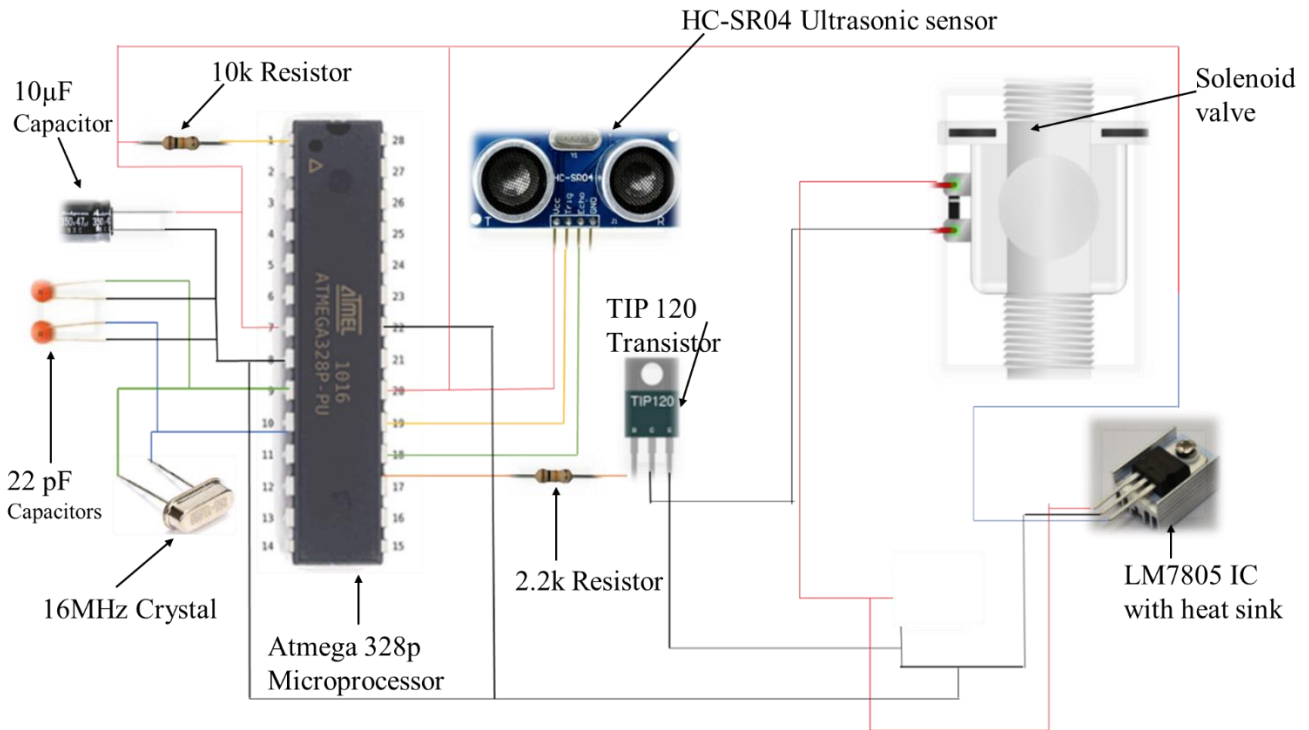 HC-SR04 Ultrasonic sensor
10k Resistor
10µF
Capacitor
Solenoid
valve
1
2
3
4
5
6
7
8
9
10
11
12
13
14
28
27
26
25
24
23
22
21
20
19
18
17
16
15
ATMEL
ATMEGA328P-PU
1016
HC-SR04
Vcc
Trig
Echo
GND
T
R
TIP 120
Transistor
TIP120
B C E
22 pF
Capacitors
16MHz Crystal
Atmega 328p
Microprocessor
2.2k Resistor
LM7805 IC
with heat sink